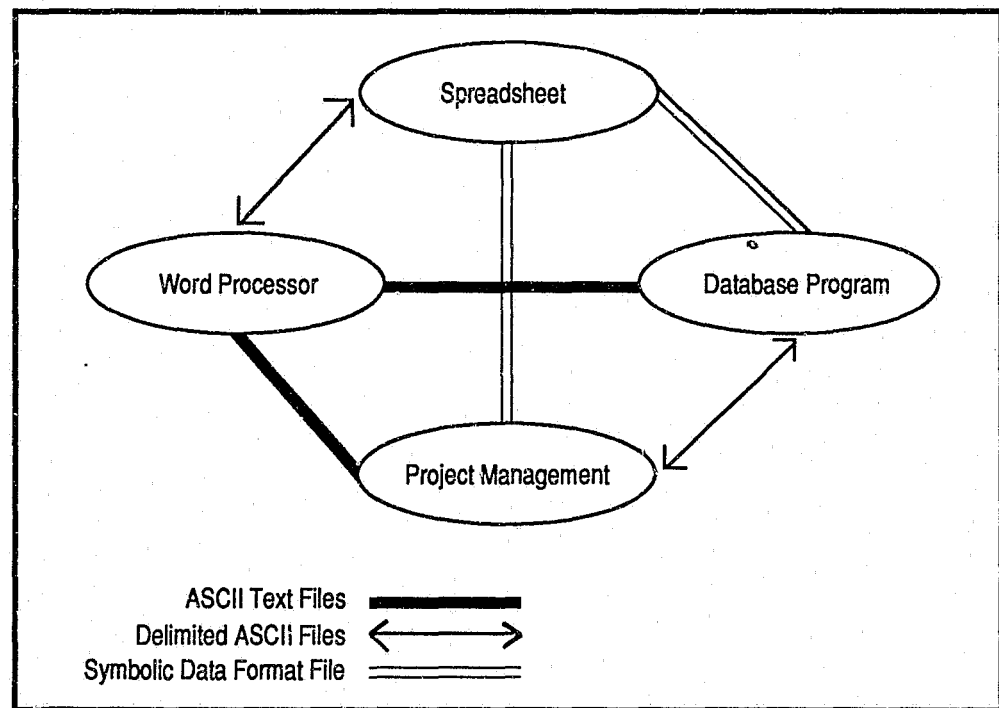 Spreadsheet
Word Processor
Database Program
Project Management
ASCII Text Files
Delimited ASCII Files
Symbolic Data Format File